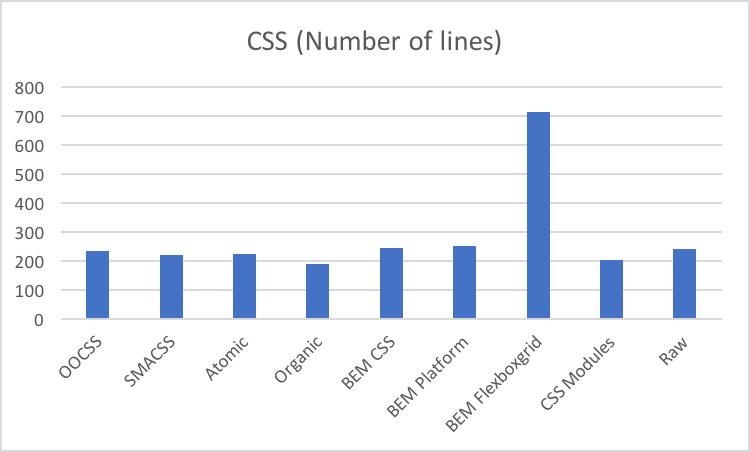 CSS (Number of lines)
800
700
600
500
400
300
200
100
0
OOCSS
SMACSS
Atomic
Organic
BEM CSS
BEM Platform
BEM Flexboxgrid
CSS Modules
Raw